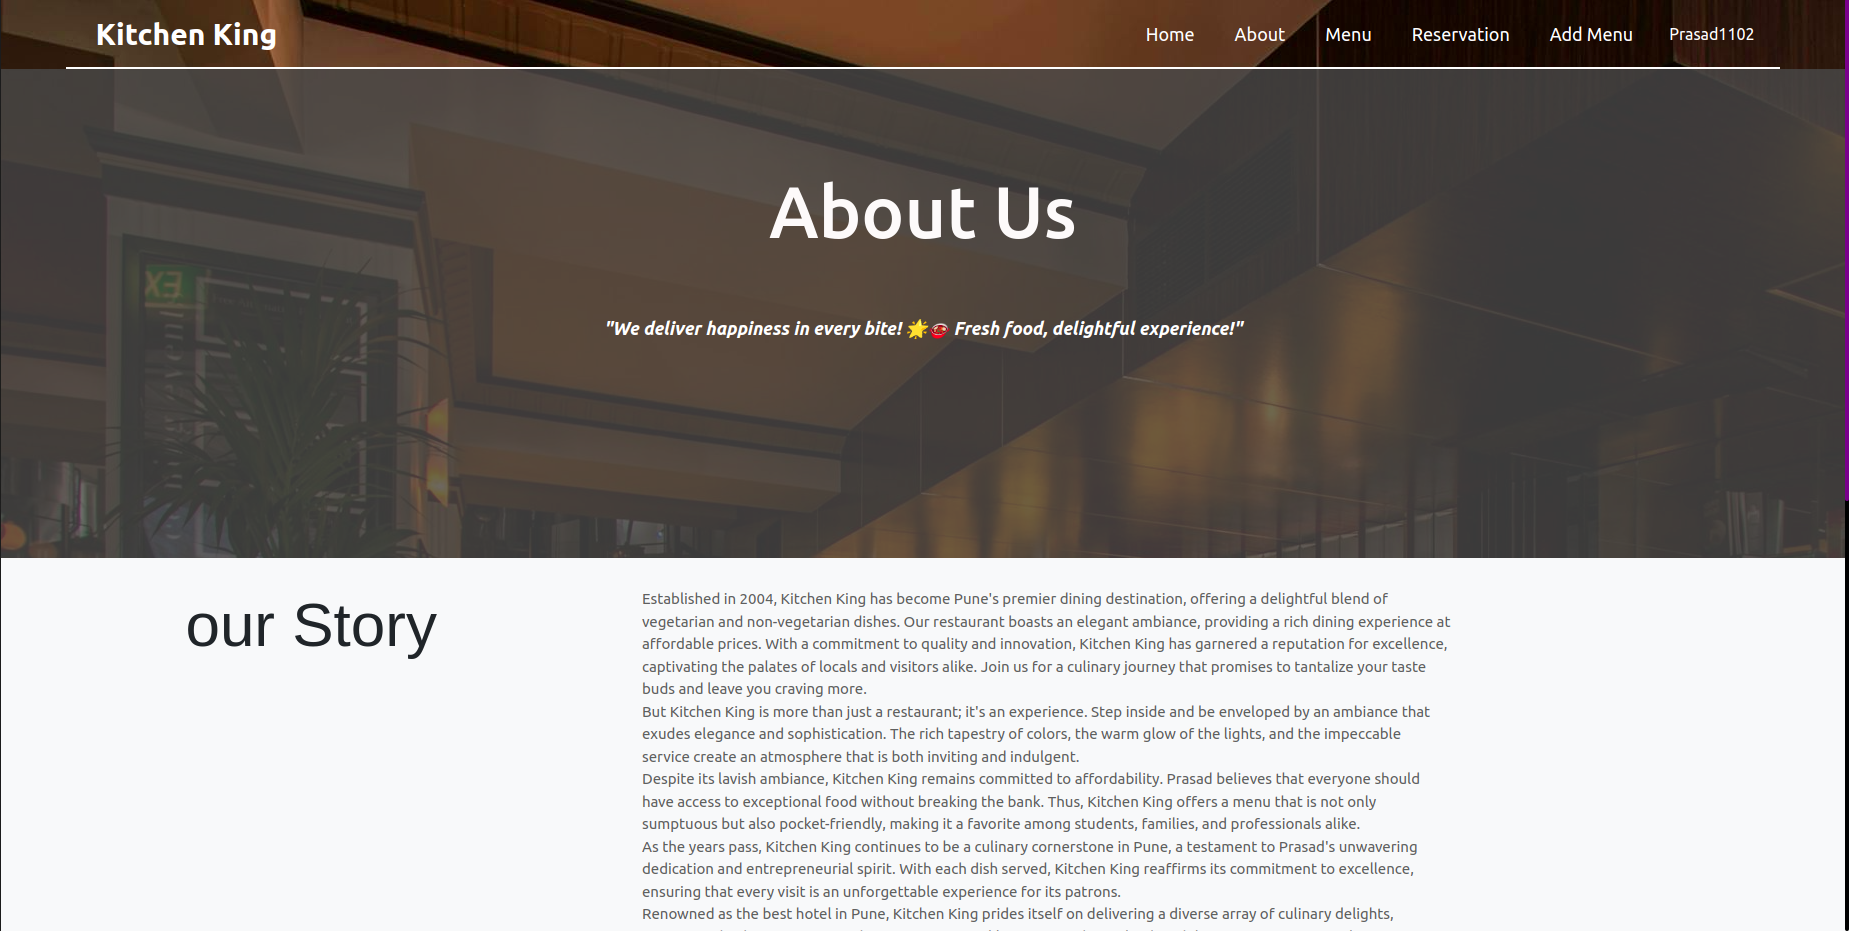 Kitchen King
Home About Menu Reservation Add Menu Prasad1102
About Us
"We deliver happiness in every bite! 🌟🍲 Fresh food, delightful experience!"
our Story
Established in 2004, Kitchen King has become Pune's premier dining destination, offering a delightful blend of
vegetarian and non-vegetarian dishes. Our restaurant boasts an elegant ambiance, providing a rich dining experience at
affordable prices. With a commitment to quality and innovation, Kitchen King has garnered a reputation for excellence,
captivating the palates of locals and visitors alike. Join us for a culinary journey that promises to tantalize your taste
buds and leave you craving more.
But Kitchen King is more than just a restaurant; it's an experience. Step inside and be enveloped by an ambiance that
exudes elegance and sophistication. The rich tapestry of colors, the warm glow of the lights, and the impeccable
service create an atmosphere that is both inviting and indulgent.
Despite its lavish ambiance, Kitchen King remains committed to affordability. Prasad believes that everyone should
have access to exceptional food without breaking the bank. Thus, Kitchen King offers a menu that is not only
sumptuous but also pocket-friendly, making it a favorite among students, families, and professionals alike.
As the years pass, Kitchen King continues to be a culinary cornerstone in Pune, a testament to Prasad's unwavering
dedication and entrepreneurial spirit. With each dish served, Kitchen King reaffirms its commitment to excellence,
ensuring that every visit is an unforgettable experience for its patrons.
Renowned as the best hotel in Pune, Kitchen King prides itself on delivering a diverse array of culinary delights,